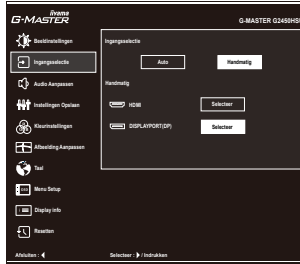 iiyama
G-MASTER
G-MASTER G2450HS
Beeldinstellingen
Ingangsselectie
Audio Aanpassen
Instellingen Opslaan
Kleurinstellingen
Afbeelding Aanpassen
Taal
Menu Setup
Display info
Resetten
Ingangsselectie
Auto
Handmatig
Handmatig
HDMI
Selecteer
DISPLAYPORT(DP)
Selecteer
Afsluiten :
Selecteer : / Indrukken